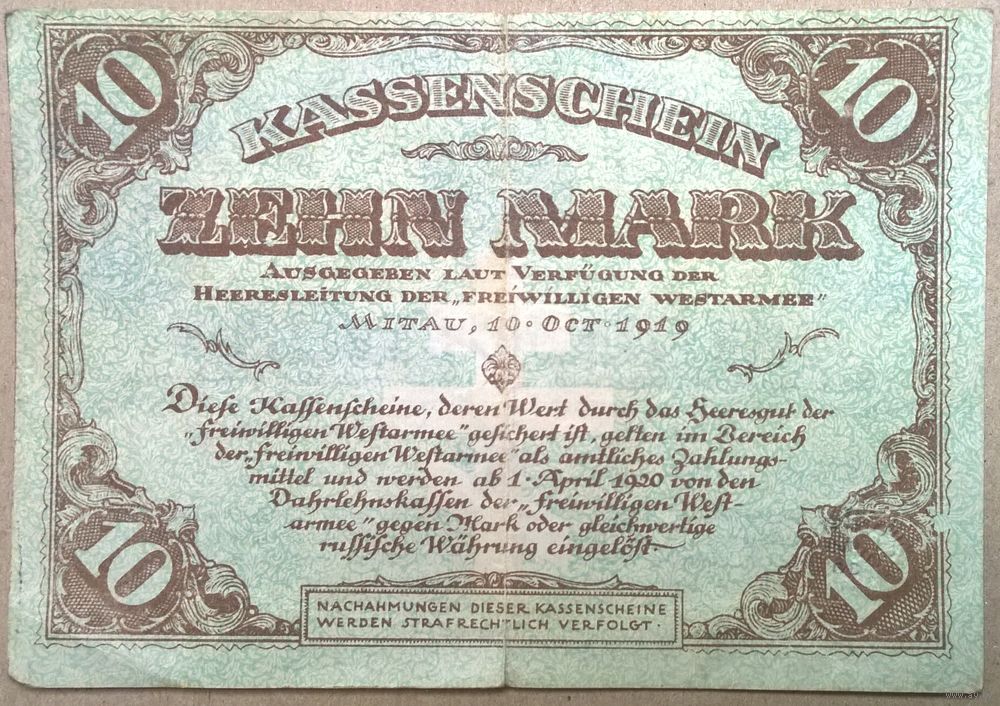 10
10
KASSENSCHEIN
ZEHN MARK
AUSGEGEBEN LAUT VERFÜGUNG DER
HEERESLEITUNG DER „FREIWILLIGEN WESTARMEE"
MITAU, 10. OCT. 1919
Diese Kassenscheine, deren Wert durch das Heeresgut der
„Freiwilligen Westarmee" gesichert ist, gelten im Bereich
der „freiwilligen Westarmee" als amtliches Zahlungs-
mittel und werden ab 1. April 1920 von den
Dahrlehnskassen der „Freiwilligen West-
armee" gegen Mark oder gleichwertige
russische Währung eingelöst.
10
10
NACHAHMUNGEN DIESER KASSENSCHEINE
WERDEN STRAFRECHTLICH VERFOLGT.